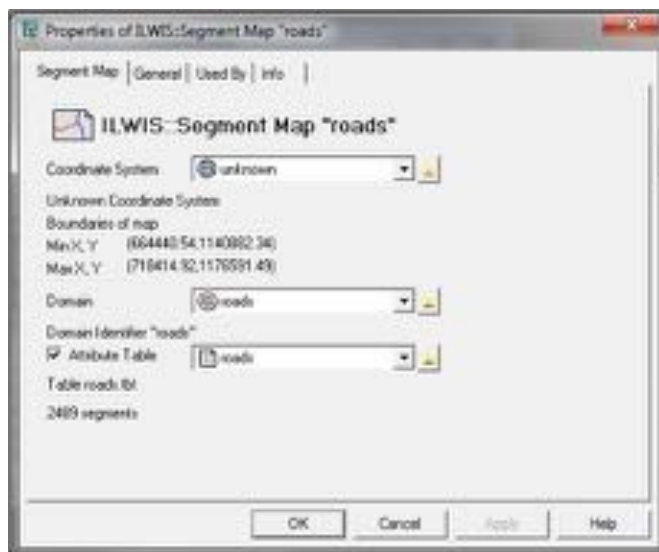 Properties of ILWIS::Segment Map "roads"
Segment Map General Used By Info
ILWIS::Segment Map "roads"
Coordinate System unknown
Unknown Coordinate System
Boundaries of map
Min X, Y (664440.54,1140882.34)
Max X, Y (718414.92,1176591.49)
Domain roads
Domain Identifier "roads"
Attribute Table roads
Table roads.tbt
2489 segments
OK Cancel Apply Help